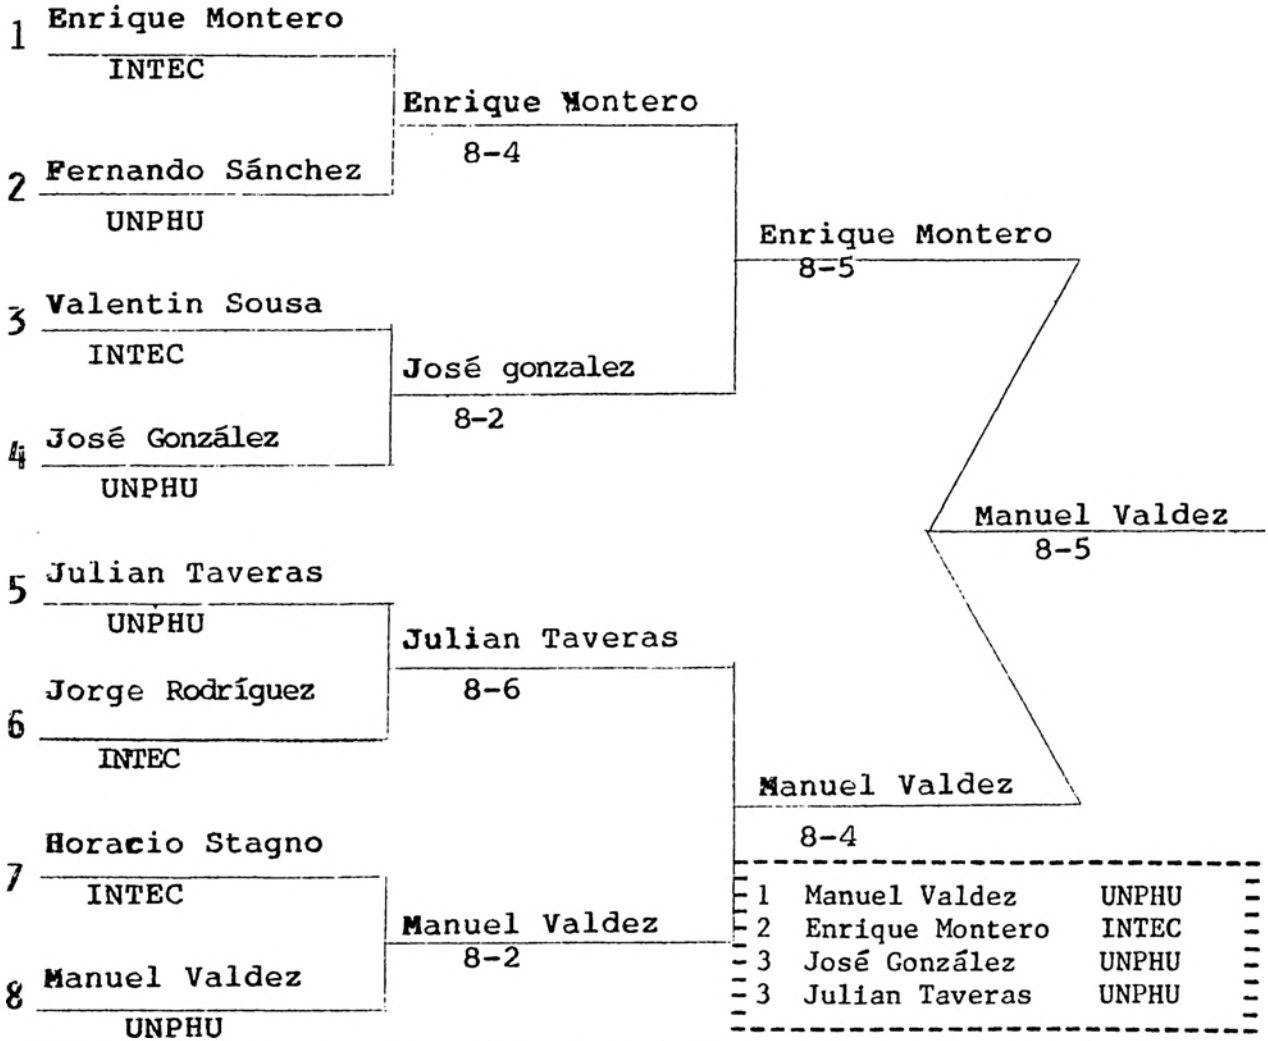 1 Enrique Montero
INTEC
Enrique Montero
8-4
2 Fernando Sánchez
UNPHU
Enrique Montero
8-5
3 Valentin Sousa
INTEC
José gonzalez
8-2
4 José González
UNPHU
Manuel Valdez
8-5
5 Julian Taveras
UNPHU
Julian Taveras
8-6
6 Jorge Rodríguez
INTEC
Manuel Valdez
8-4
7 Horacio Stagno
INTEC
Manuel Valdez
8-2
8 Manuel Valdez
UNPHU
1 Manuel Valdez UNPHU
2 Enrique Montero INTEC
3 José González UNPHU
3 Julian Taveras UNPHU